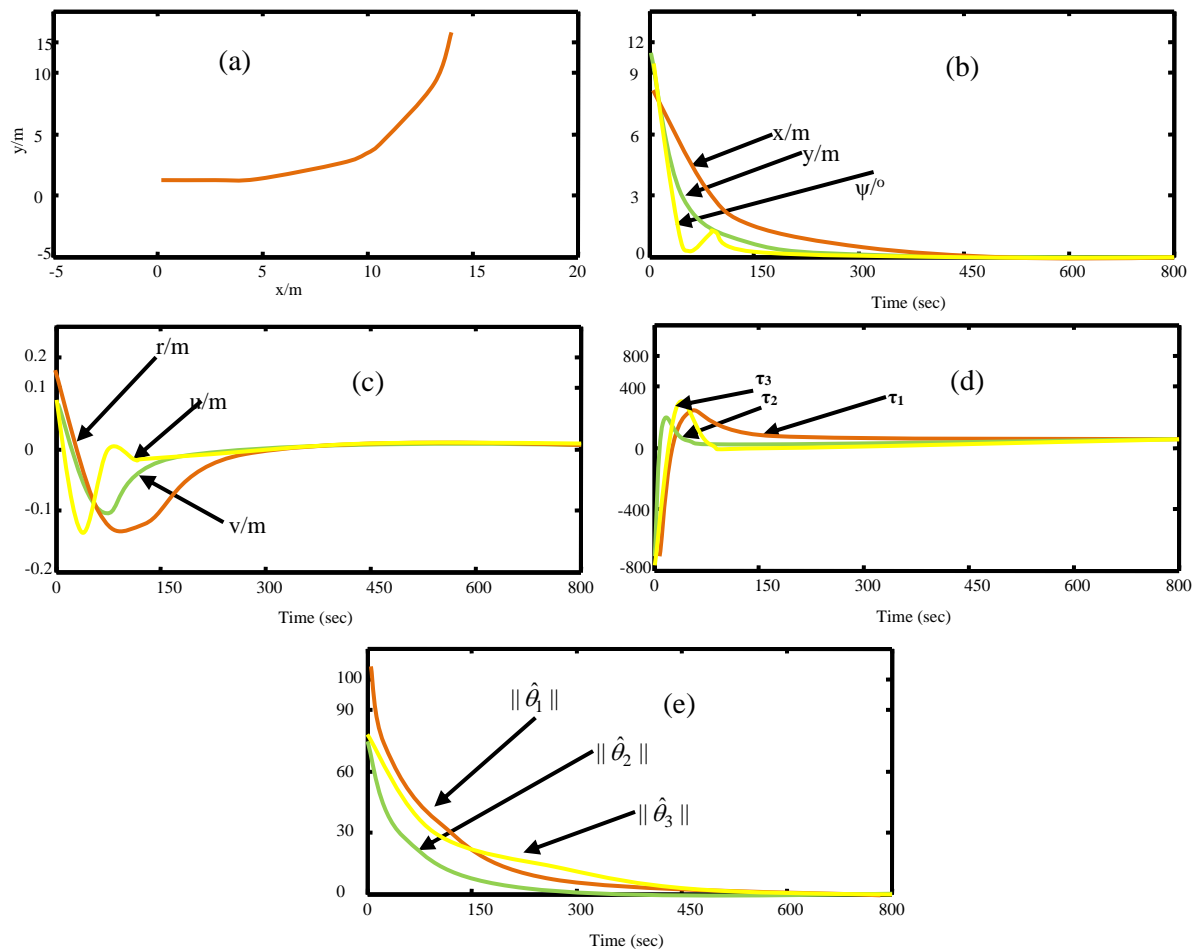 (a)
15
10
5
0
-5
y/m
-5
0
5
10
15
20
x/m
(b)
12
9
6
3
0
x/m
y/m
ψ/⁰
0
150
300
450
600
800
Time (sec)
(c)
0.2
0.1
0
-0.1
-0.2
r/m
u/m
v/m
0
150
300
450
600
800
Time (sec)
(d)
800
400
0
-400
-800
τ₃
τ₂
τ₁
0
150
300
450
600
800
Time (sec)
(e)
100
90
60
30
0
|| θ̂₁ ||
|| θ̂₂ ||
|| θ̂₃ ||
0
150
300
450
600
800
Time (sec)